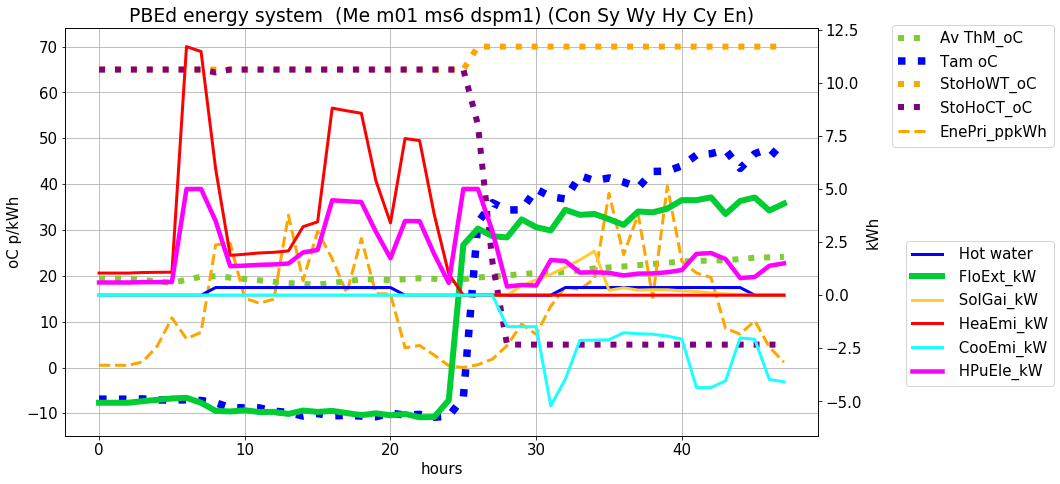 PBEd energy system  (Me m01 ms6 dspm1) (Con Sy Wy Hy Cy En)
70
60
50
40
30
20
10
0
−10
oC p/kWh
0
10
20
30
40
hours
12.5
10.0
7.5
5.0
2.5
0.0
−2.5
−5.0
kWh
Av ThM_oC
Tam oC
StoHoWT_oC
StoHoCT_oC
EnePri_ppkWh
Hot water
FloExt_kW
SolGai_kW
HeaEmi_kW
CooEmi_kW
HPuEle_kW